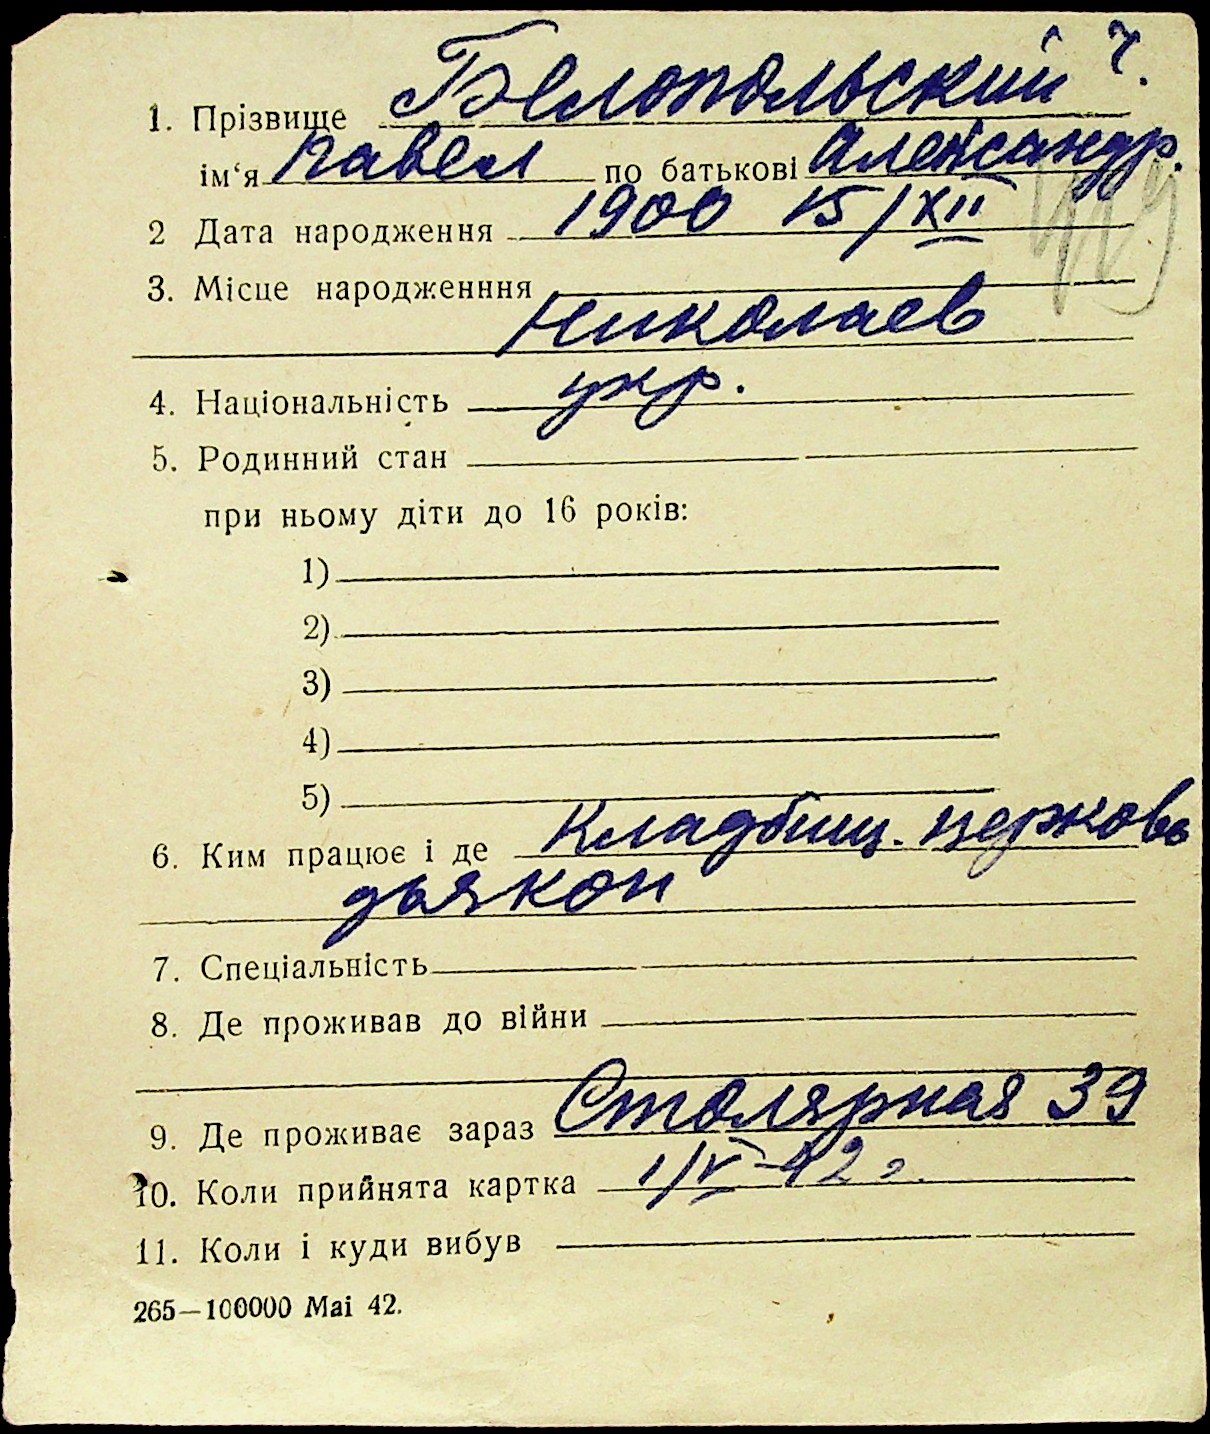 1. Прізвище Белопольский ч.
ім‘я Павел по батькові Александр.
2 Дата народження 1900 15/XII
3. Місце народженння
Николаев
4. Національність укр.
5. Родинний стан
при ньому діти до 16 років:
1)
2)
3)
4)
5)
6. Ким працює і де Кладбищ. церковь
дьякон
7. Спеціальність
8. Де проживав до війни
9. Де проживає зараз Столярная 39
10. Коли прийнята картка 1/V-42 г.
11. Коли і куди вибув
265—100000 Mai 42.